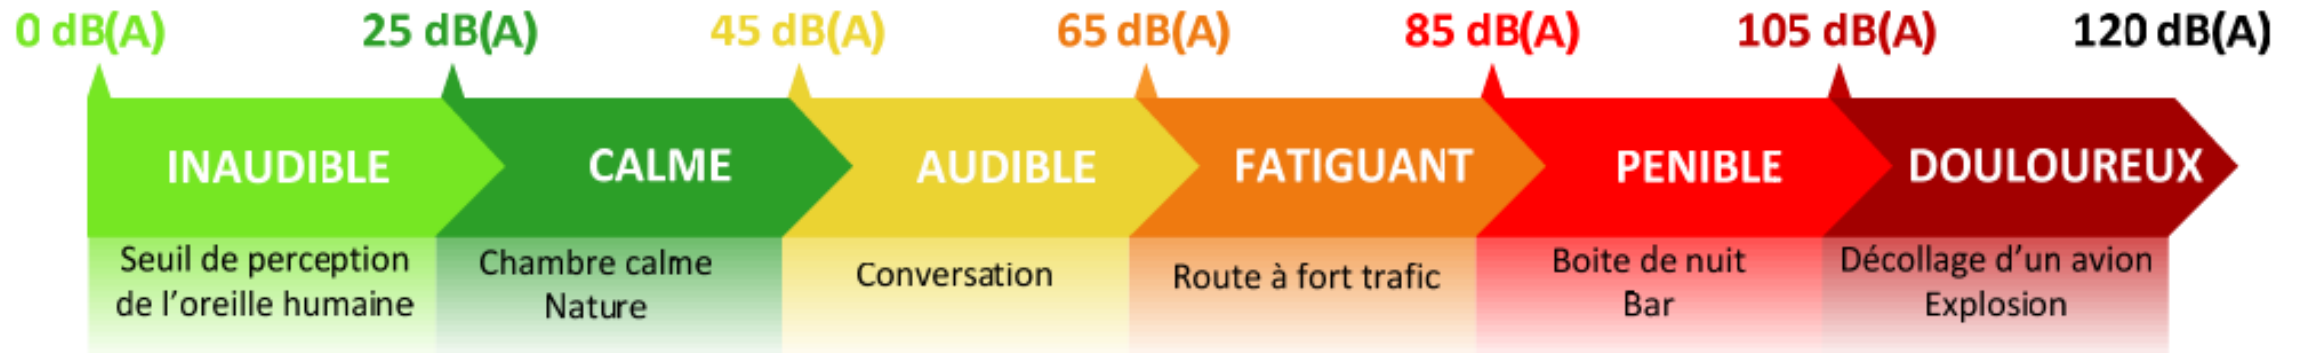 0 dB(A) 25 dB(A) 45 dB(A) 65 dB(A) 85 dB(A) 105 dB(A) 120 dB(A)
INAUDIBLE CALME AUDIBLE FATIGUANT PENIBLE DOULOUREUX
Seuil de perception
de l'oreille humaine
Chambre calme
Nature
Conversation
Route à fort trafic
Boite de nuit
Bar
Décollage d'un avion
Explosion